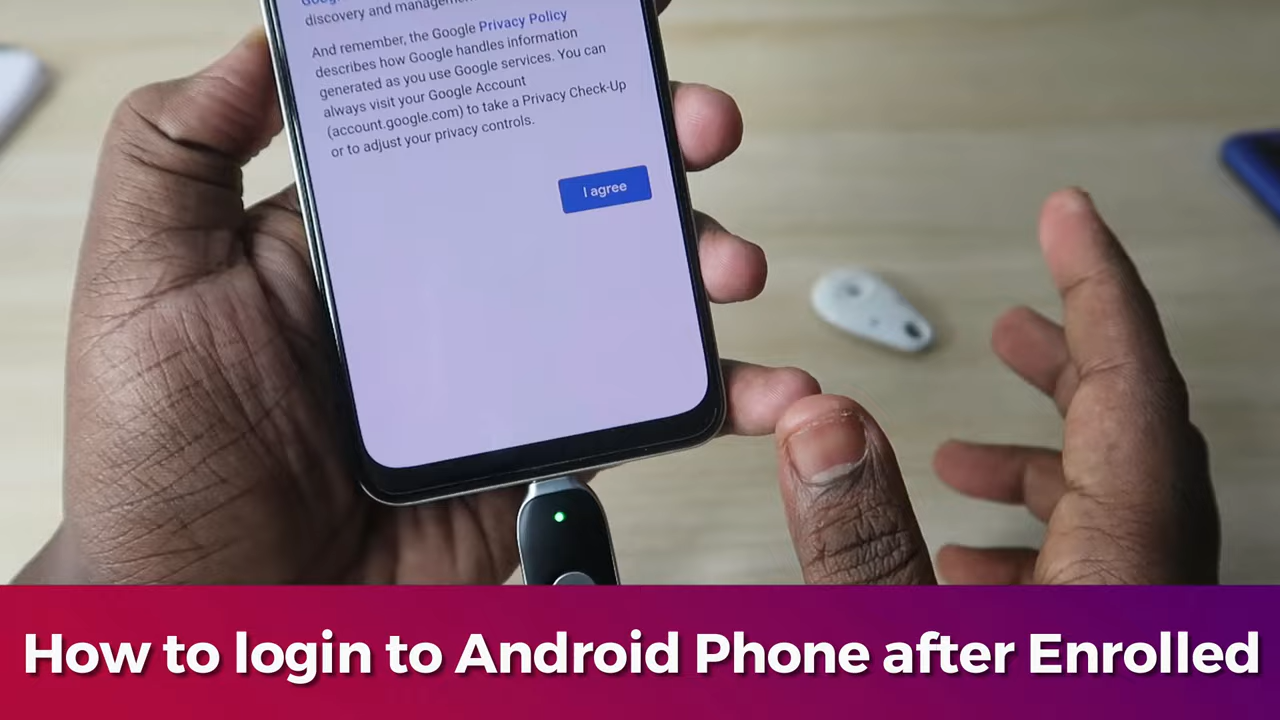 discovery and management
And remember, the Google Privacy Policy
describes how Google handles information
generated as you use Google services. You can
always visit your Google Account
(account.google.com) to take a Privacy Check-Up
or to adjust your privacy controls.
I agree
How to login to Android Phone after Enrolled